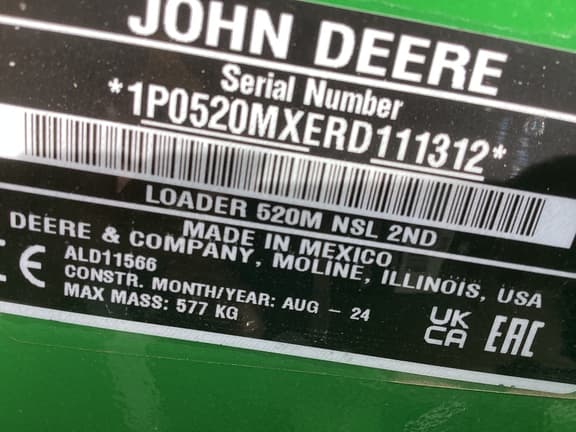 JOHN DEERE
Serial Number
*1P0520MXERD111312*
LOADER 520M NSL 2ND
MADE IN MEXICO
DEERE & COMPANY, MOLINE, ILLINOIS, USA
ALD11566
CONSTR. MONTH/YEAR: AUG - 24
MAX MASS: 577 KG
CE
UK
CA
EAC